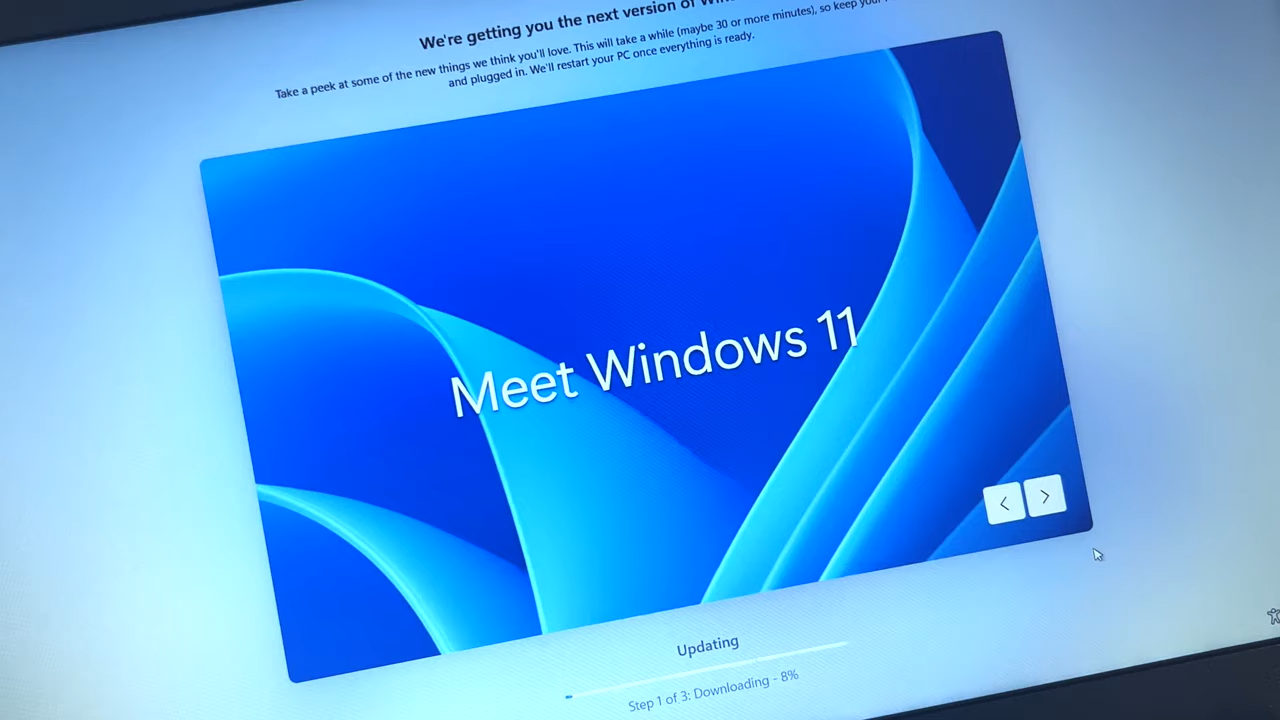 We're getting you the next version of
Take a peek at some of the new things we think you'll love. This will take a while (maybe 30 or more minutes), so keep your
and plugged in. We'll restart your PC once everything is ready.
Meet Windows 11
Updating
Step 1 of 3: Downloading - 8%